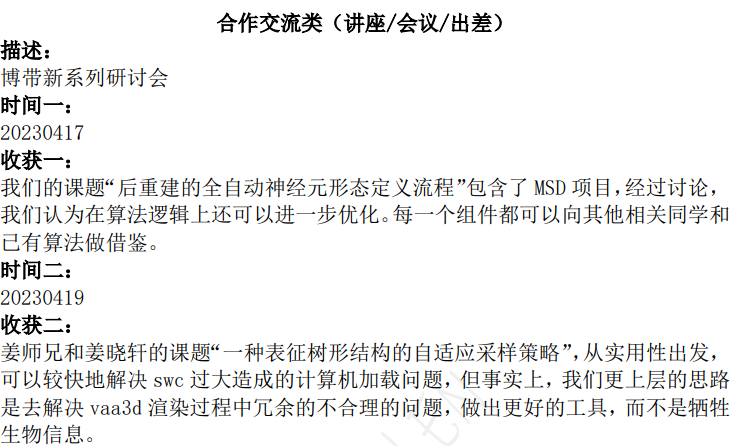 合作交流类（讲座/会议/出差）
描述：
博带新系列研讨会
时间一：
20230417
收获一：
我们的课题“后重建的全自动神经元形态定义流程”包含了 MSD 项目，经过讨论，
我们认为在算法逻辑上还可以进一步优化。每一个组件都可以向其他相关同学和
已有算法做借鉴。
时间二：
20230419
收获二：
姜师兄和姜晓轩的课题“一种表征树形结构的自适应采样策略”，从实用性出发，
可以较快地解决 swc 过大造成的计算机加载问题，但事实上，我们更上层的思路
是去解决 vaa3d 渲染过程中冗余的不合理的问题，做出更好的工具，而不是牺牲
生物信息。